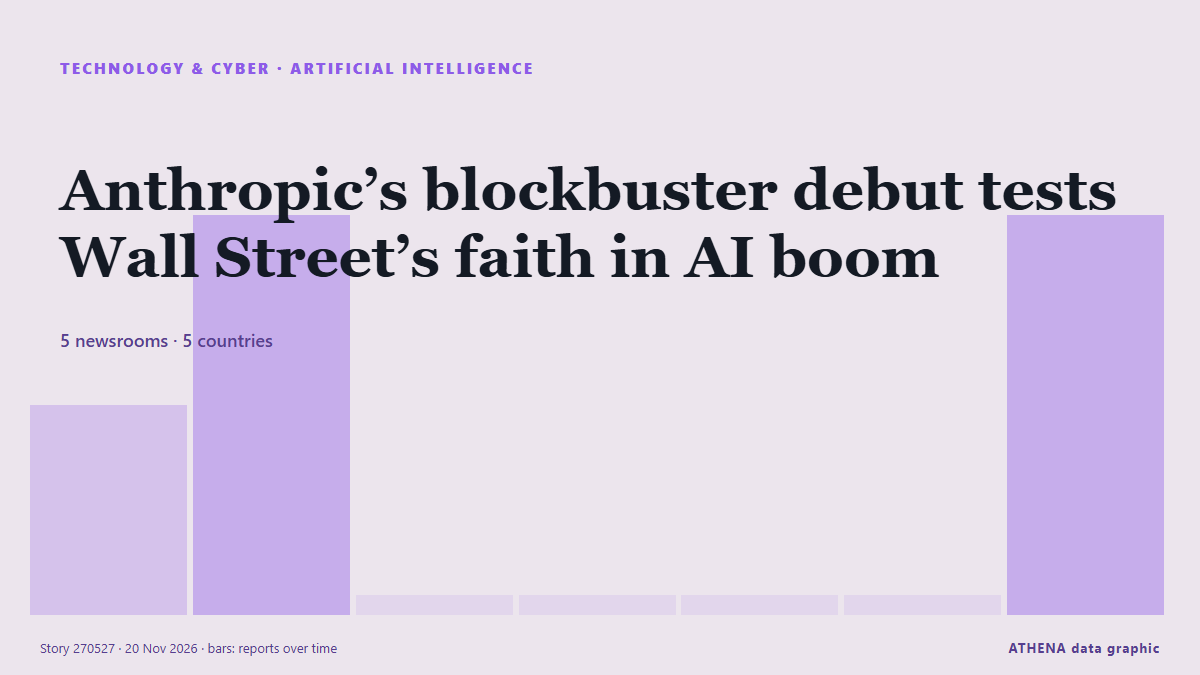 TECHNOLOGY & CYBER · ARTIFICIAL INTELLIGENCE
Anthropic’s blockbuster debut tests
Wall Street’s faith in AI boom
5 newsrooms · 5 countries
Story 270527 · 20 Nov 2026 · bars: reports over time
ATHENA data graphic